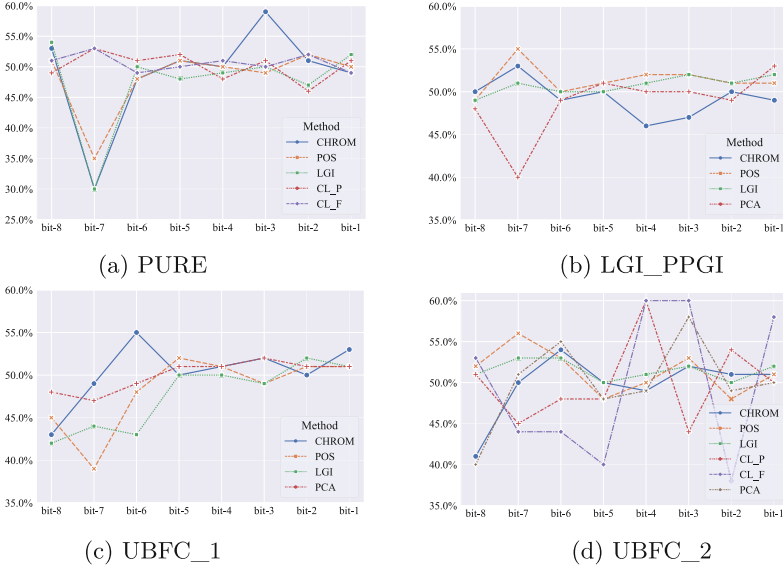 60.0%
55.0%
50.0%
45.0%
40.0%
35.0%
30.0%
25.0%
Method
CHROM
POS
LGI
CL_P
CL_F
bit-8 bit-7 bit-6 bit-5 bit-4 bit-3 bit-2 bit-1
(a) PURE
60.0%
55.0%
50.0%
45.0%
40.0%
35.0%
Method
CHROM
POS
LGI
PCA
bit-8 bit-7 bit-6 bit-5 bit-4 bit-3 bit-2 bit-1
(b) LGI_PPGI
60.0%
55.0%
50.0%
45.0%
40.0%
35.0%
Method
CHROM
POS
LGI
PCA
bit-8 bit-7 bit-6 bit-5 bit-4 bit-3 bit-2 bit-1
(c) UBFC_1
60.0%
55.0%
50.0%
45.0%
40.0%
35.0%
Method
CHROM
POS
LGI
CL_P
CL_F
PCA
bit-8 bit-7 bit-6 bit-5 bit-4 bit-3 bit-2 bit-1
(d) UBFC_2